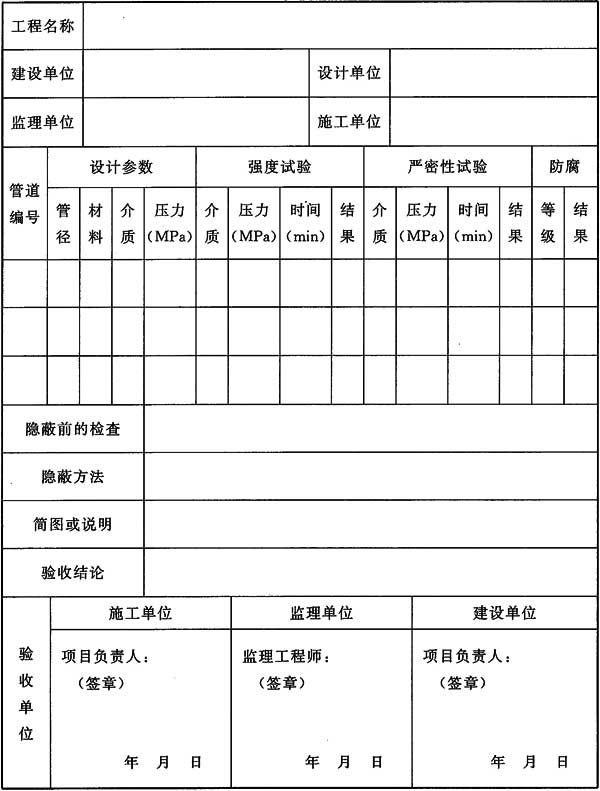 工程名称
建设单位 设计单位
监理单位 施工单位
管道编号 设计参数 强度试验 严密性试验 防腐
管径 材料 介质 压力(MPa) 介质 压力(MPa) 时间(min) 结果 介质 压力(MPa) 时间(min) 结果 等级 结果
隐蔽前的检查
隐蔽方法
简图或说明
验收结论
验收单位 施工单位 监理单位 建设单位
项目负责人： 监理工程师： 项目负责人：
（签章） （签章） （签章）
年 月 日 年 月 日 年 月 日